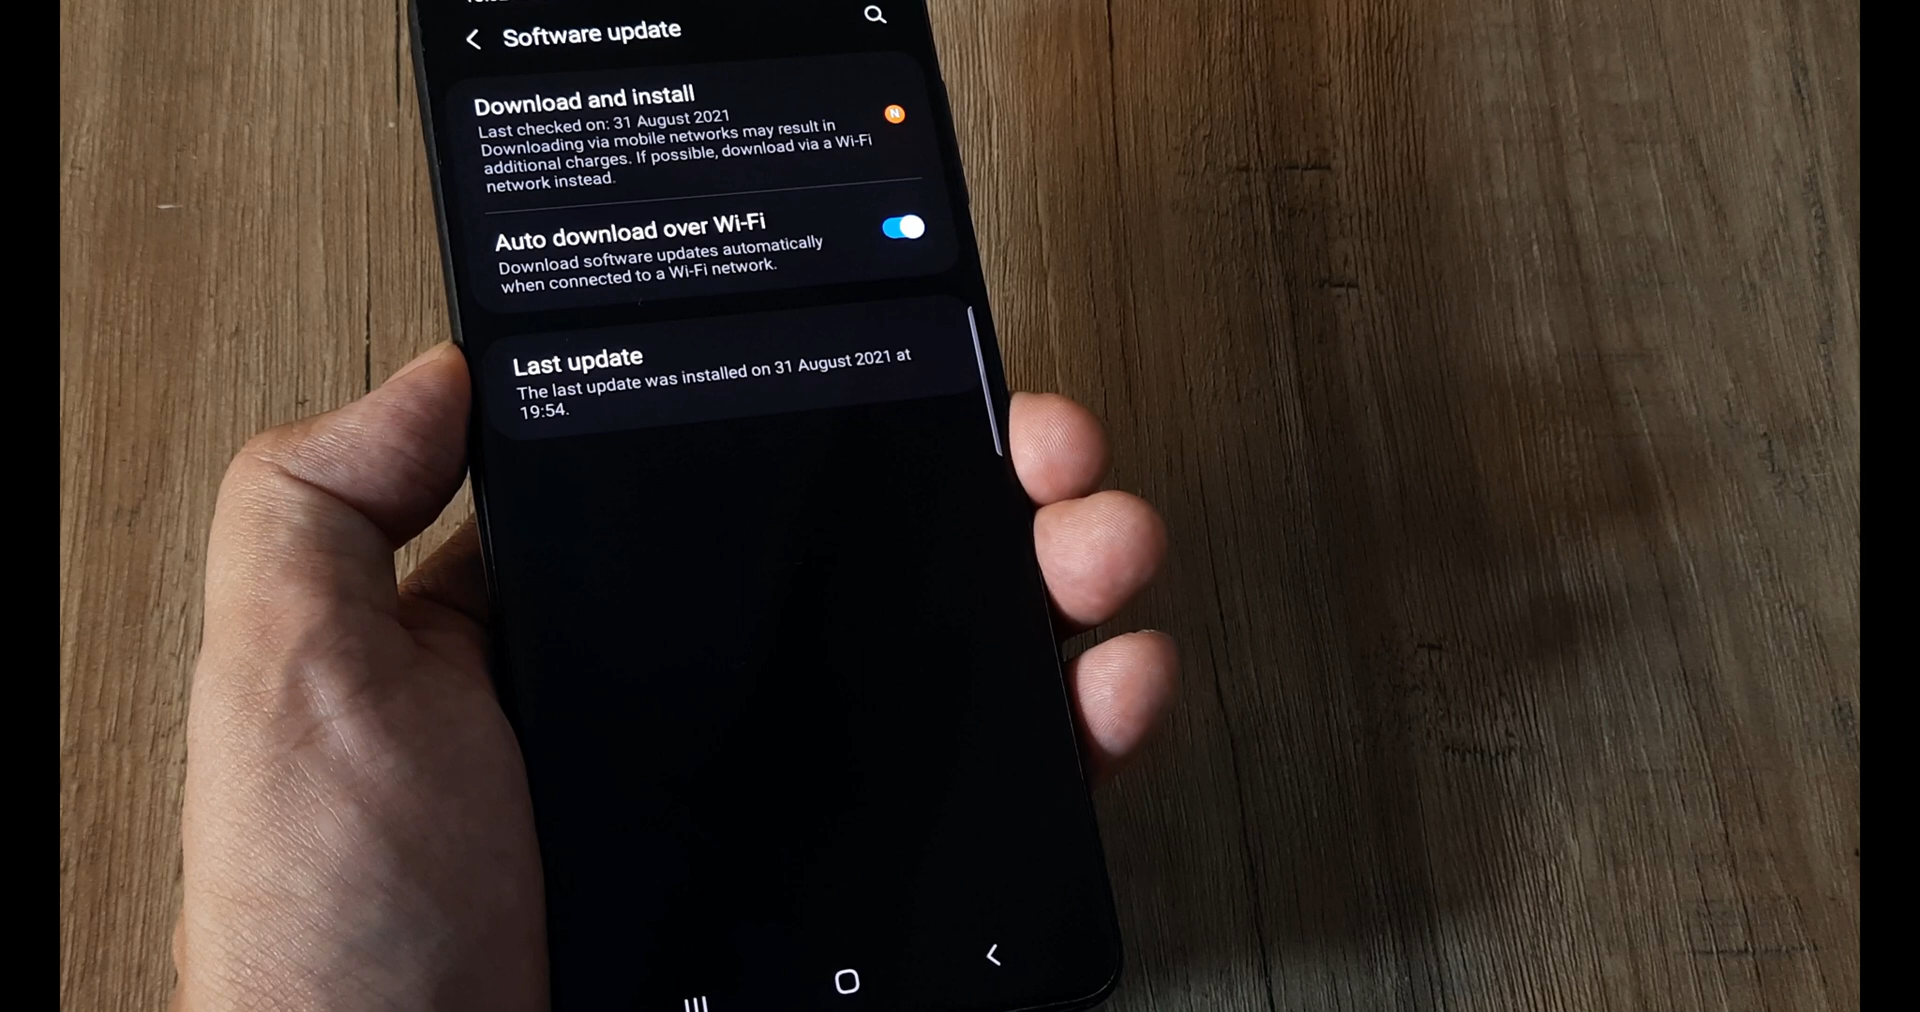 Software update
Download and install
Last checked on: 31 August 2021
Downloading via mobile networks may result in
additional charges. If possible, download via a Wi-Fi
network instead.
N
Auto download over Wi-Fi
Download software updates automatically
when connected to a Wi-Fi network.
Last update
The last update was installed on 31 August 2021 at
19:54.